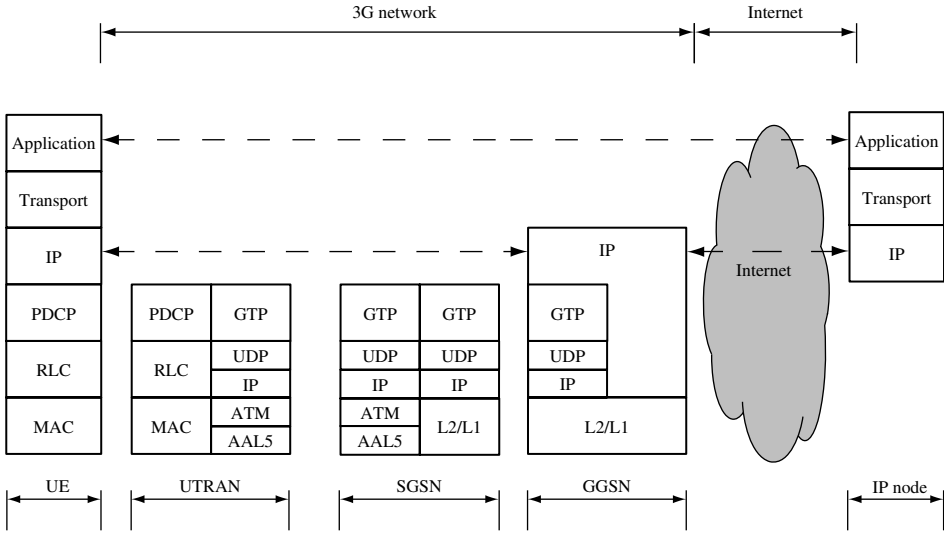 3G network
Internet
Application
Transport
IP
PDCP
RLC
MAC
UE
PDCP
RLC
MAC
GTP
UDP
IP
ATM
AAL5
UTRAN
GTP
UDP
IP
ATM
AAL5
GTP
UDP
IP
L2/L1
SGSN
IP
GTP
UDP
IP
L2/L1
GGSN
Internet
Application
Transport
IP
IP node